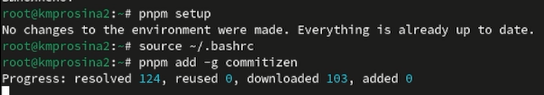 root@kmprosina2:~# pnpm setup
No changes to the environment were made. Everything is already up to date.
root@kmprosina2:~# source ~/.bashrc
root@kmprosina2:~# pnpm add -g commitizen
Progress: resolved 124, reused 0, downloaded 103, added 0